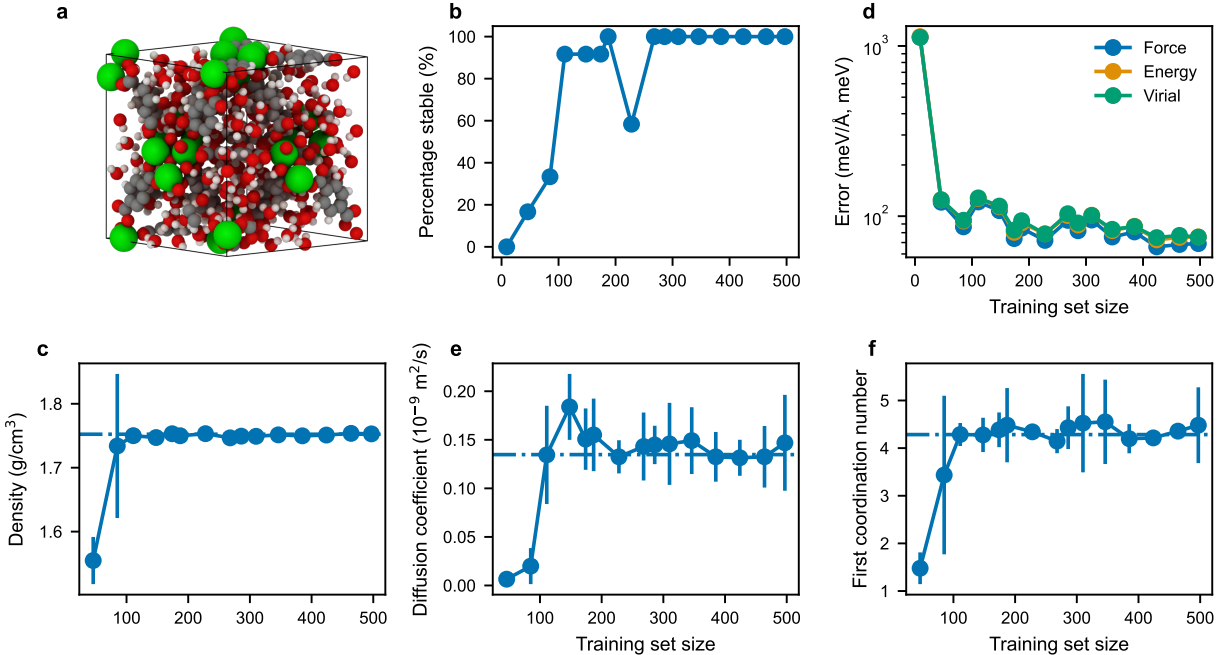 a
b
Percentage stable (%)
100
80
60
40
20
0
0 100 200 300 400 500
d
Error (meV/Å, meV)
10³
10²
Force
Energy
Virial
0 100 200 300 400 500
Training set size
c
Density (g/cm³)
1.8
1.7
1.6
100 200 300 400 500
e
Diffusion coefficient (10⁻⁹ m²/s)
0.20
0.15
0.10
0.05
0.00
100 200 300 400 500
Training set size
f
First coordination number
5
4
3
2
1
100 200 300 400 500
Training set size